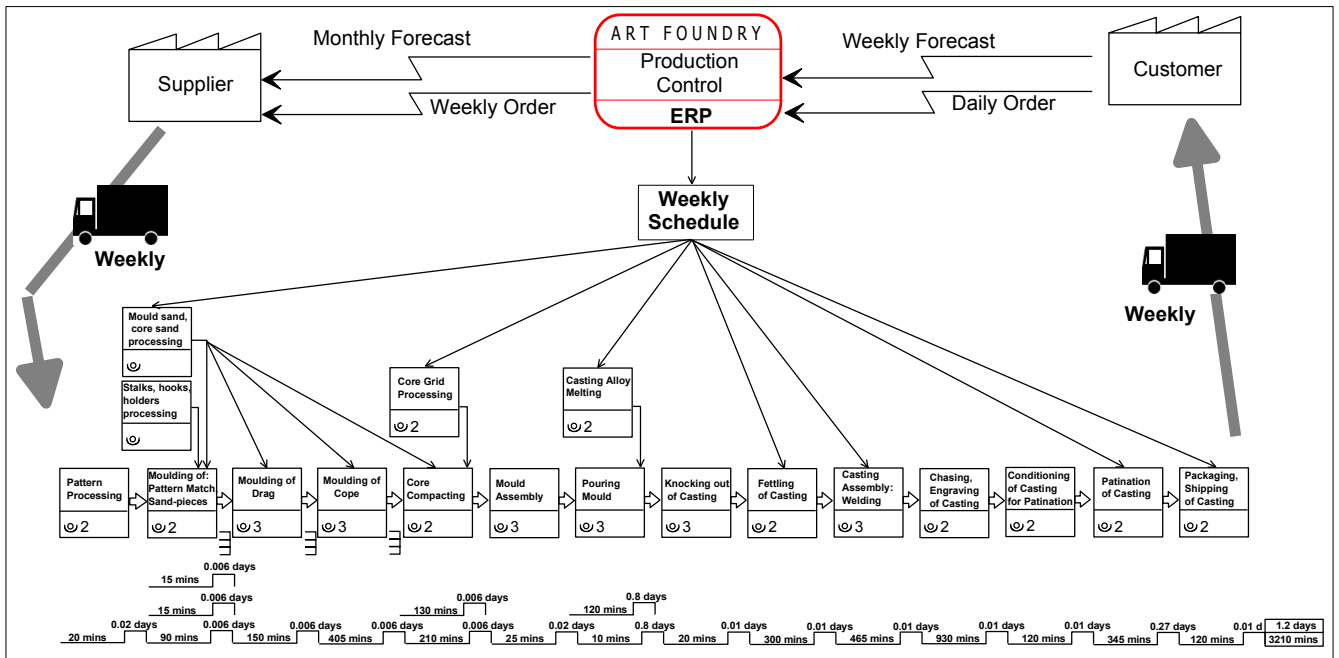 ART FOUNDRY
Monthly Forecast
Weekly Forecast
Supplier
Production
Control
Customer
Weekly Order
Daily Order
ERP
Weekly
Schedule
Weekly
Weekly
Mould sand,
core sand
processing
Stalks, hooks,
holders
processing
Core Grid
Processing
2
Casting Alloy
Melting
2
Pattern
Processing
2
Moulding of:
Pattern Match
Sand-pieces
2
Moulding of
Drag
3
Moulding of
Cope
3
Core
Compacting
2
Mould
Assembly
3
Pouring
Mould
3
Knocking out
of Casting
3
Fettling
of Casting
2
Casting
Assembly:
Welding
3
Chasing,
Engraving
of Casting
2
Conditioning
of Casting
for Patination
2
Patination
of Casting
2
Packaging,
Shipping
of Casting
2
0.006 days
15 mins
0.006 days
15 mins
0.006 days
130 mins
0.8 days
120 mins
0.02 days 0.006 days 0.006 days 0.006 days 0.006 days 0.02 days 0.8 days 0.01 days 0.01 days 0.01 days 0.01 days 0.01 days 0.27 days 0.01 d 1.2 days
20 mins 90 mins 150 mins 405 mins 210 mins 25 mins 10 mins 20 mins 300 mins 465 mins 930 mins 120 mins 345 mins 120 mins 3210 mins